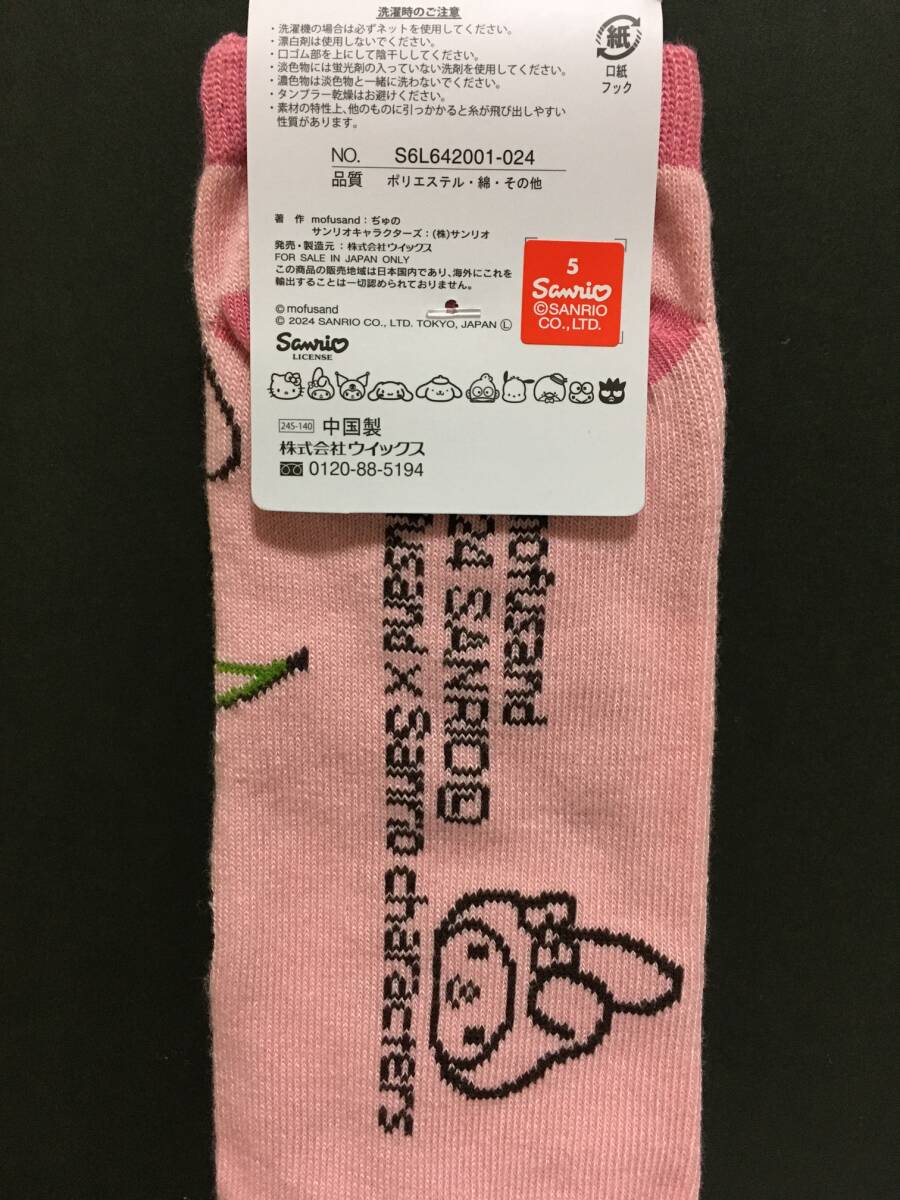 洗濯時のご注意
・洗濯機の場合は必ずネットを使用してください。
・漂白剤は使用しないでください。
・口ゴム部を上にして陰干ししてください。
・淡色物には蛍光剤の入っていない洗剤を使用してください。
・濃色物は淡色物と一緒に洗わないでください。
・タンブラー乾燥はお避けください。
・素材の特性上、他のものに引っかかると糸が飛び出しやすい
性質があります。
紙
口紙
フック
NO. S6L642001-024
品質 ポリエステル・綿・その他
著 作 mofusand:ぢゅの
サンリオキャラクターズ:(株)サンリオ
発売・製造元:株式会社ウイックス
FOR SALE IN JAPAN ONLY
この商品の販売地域は日本国内であり、海外にこれを
輸出することは一切認められておりません。
©mofusand
© 2024 SANRIO CO., LTD. TOKYO, JAPAN Ⓛ
Sanrio
LICENSE
5
Sanrio
©SANRIO
CO.,LTD.
245-140 中国製
株式会社ウイックス
0120-88-5194
mofusand
24 SANRIO
usand x Sanrio characters